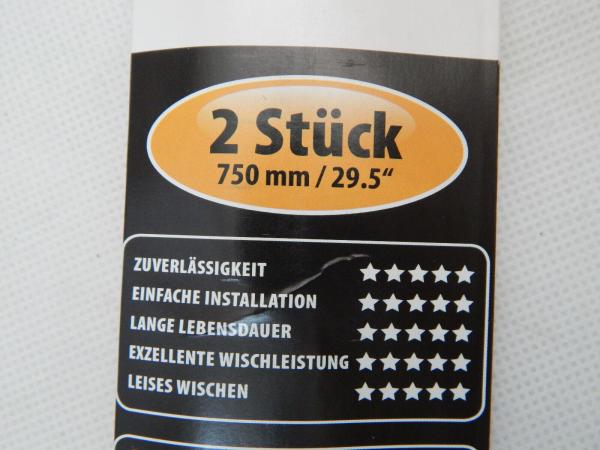 2 Stück
750 mm / 29.5“
ZUVERLÄSSIGKEIT ★★★★★
EINFACHE INSTALLATION ★★★★★
LANGE LEBENSDAUER ★★★★★
EXZELLENTE WISCHLEISTUNG ★★★★★
LEISES WISCHEN ★★★★★